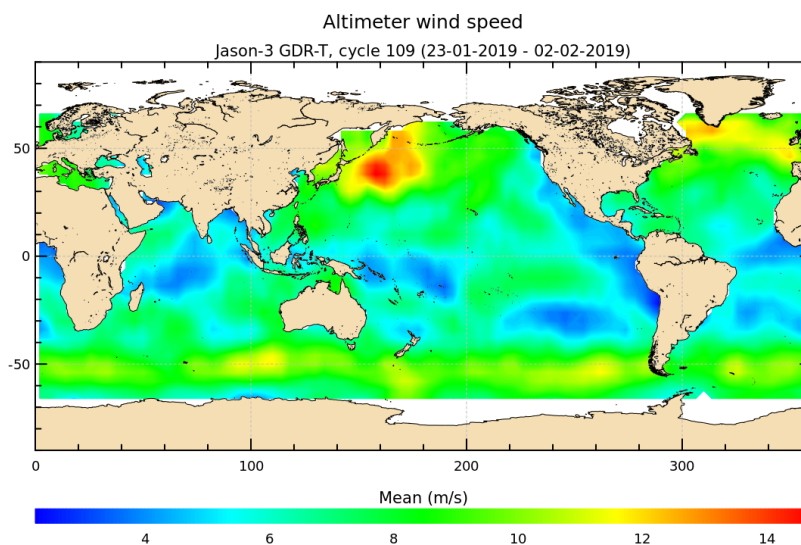 Altimeter wind speed
Jason-3 GDR-T, cycle 109 (23-01-2019 - 02-02-2019)
50
0
-50
0 100 200 300
Mean (m/s)
4 6 8 10 12 14